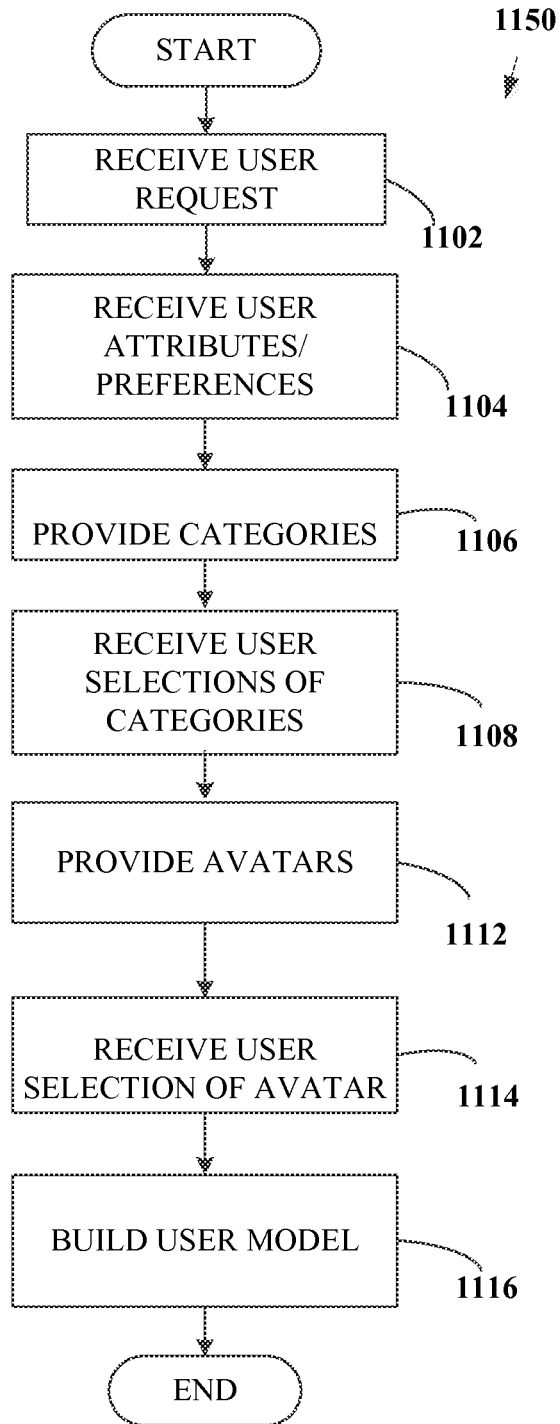 1150
START
RECEIVE USER
REQUEST
1102
RECEIVE USER
ATTRIBUTES/
PREFERENCES
1104
PROVIDE CATEGORIES
1106
RECEIVE USER
SELECTIONS OF
CATEGORIES
1108
PROVIDE AVATARS
1112
RECEIVE USER
SELECTION OF AVATAR
1114
BUILD USER MODEL
1116
END